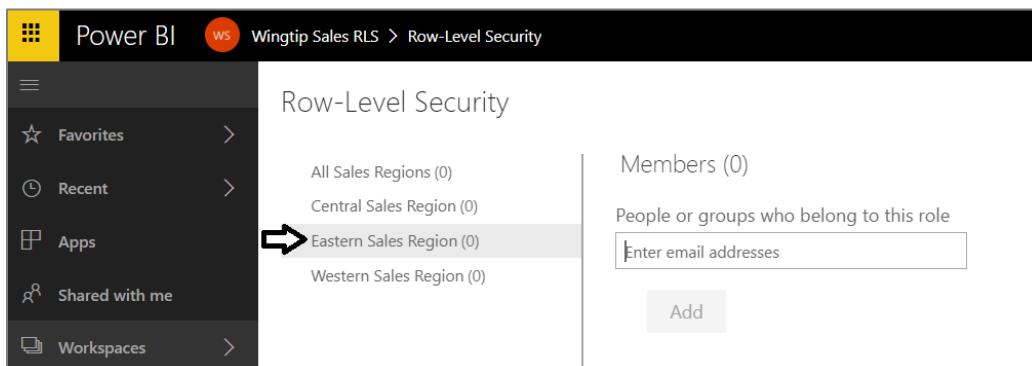 Power BI WS Wingtip Sales RLS > Row-Level Security
Favorites
Recent
Apps
Shared with me
Workspaces
Row-Level Security
All Sales Regions (0)
Central Sales Region (0)
Eastern Sales Region (0)
Western Sales Region (0)
Members (0)
People or groups who belong to this role
Enter email addresses
Add